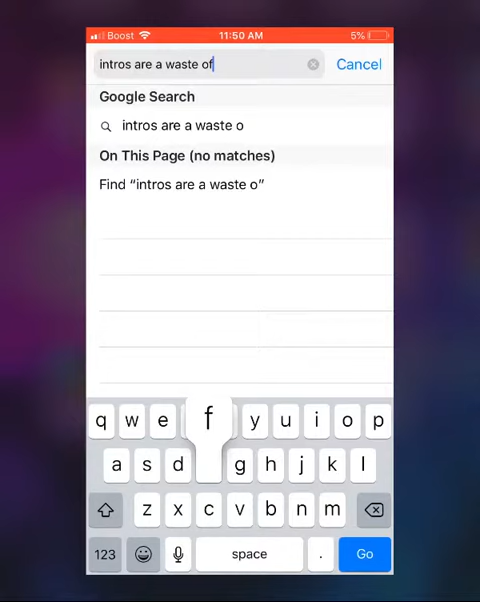 Boost 11:50 AM 5%
intros are a waste of Cancel
Google Search
intros are a waste o
On This Page (no matches)
Find “intros are a waste o”
q w e f y u i o p
a s d g h j k l
z x c v b n m
123 space . Go